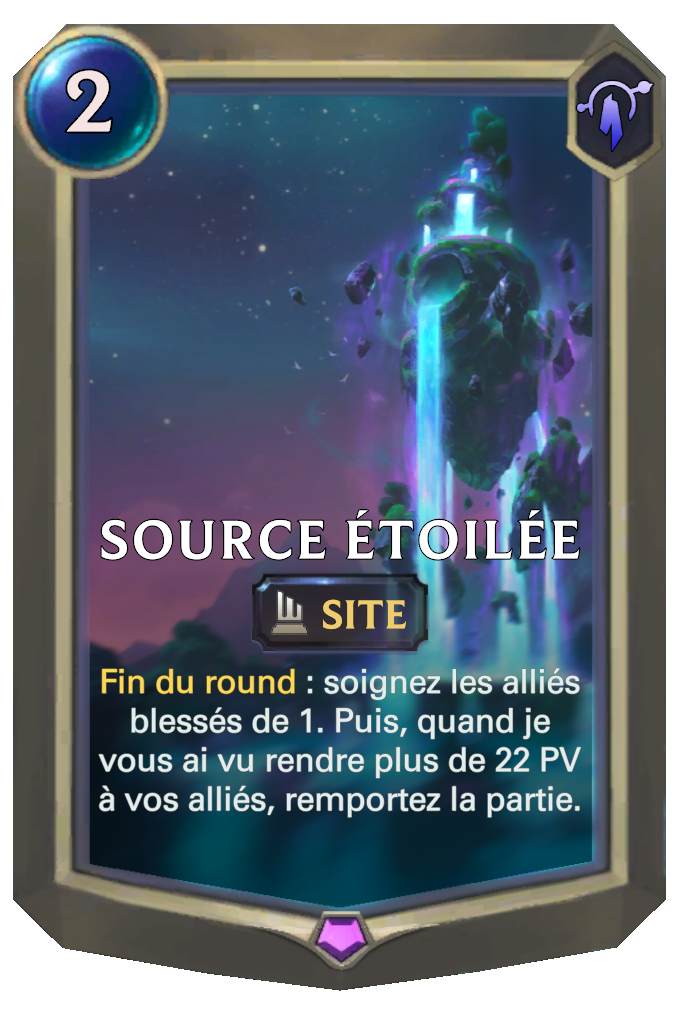 2
SOURCE ÉTOILÉE
SITE
Fin du round : soignez les alliés
blessés de 1. Puis, quand je
vous ai vu rendre plus de 22 PV
à vos alliés, remportez la partie.